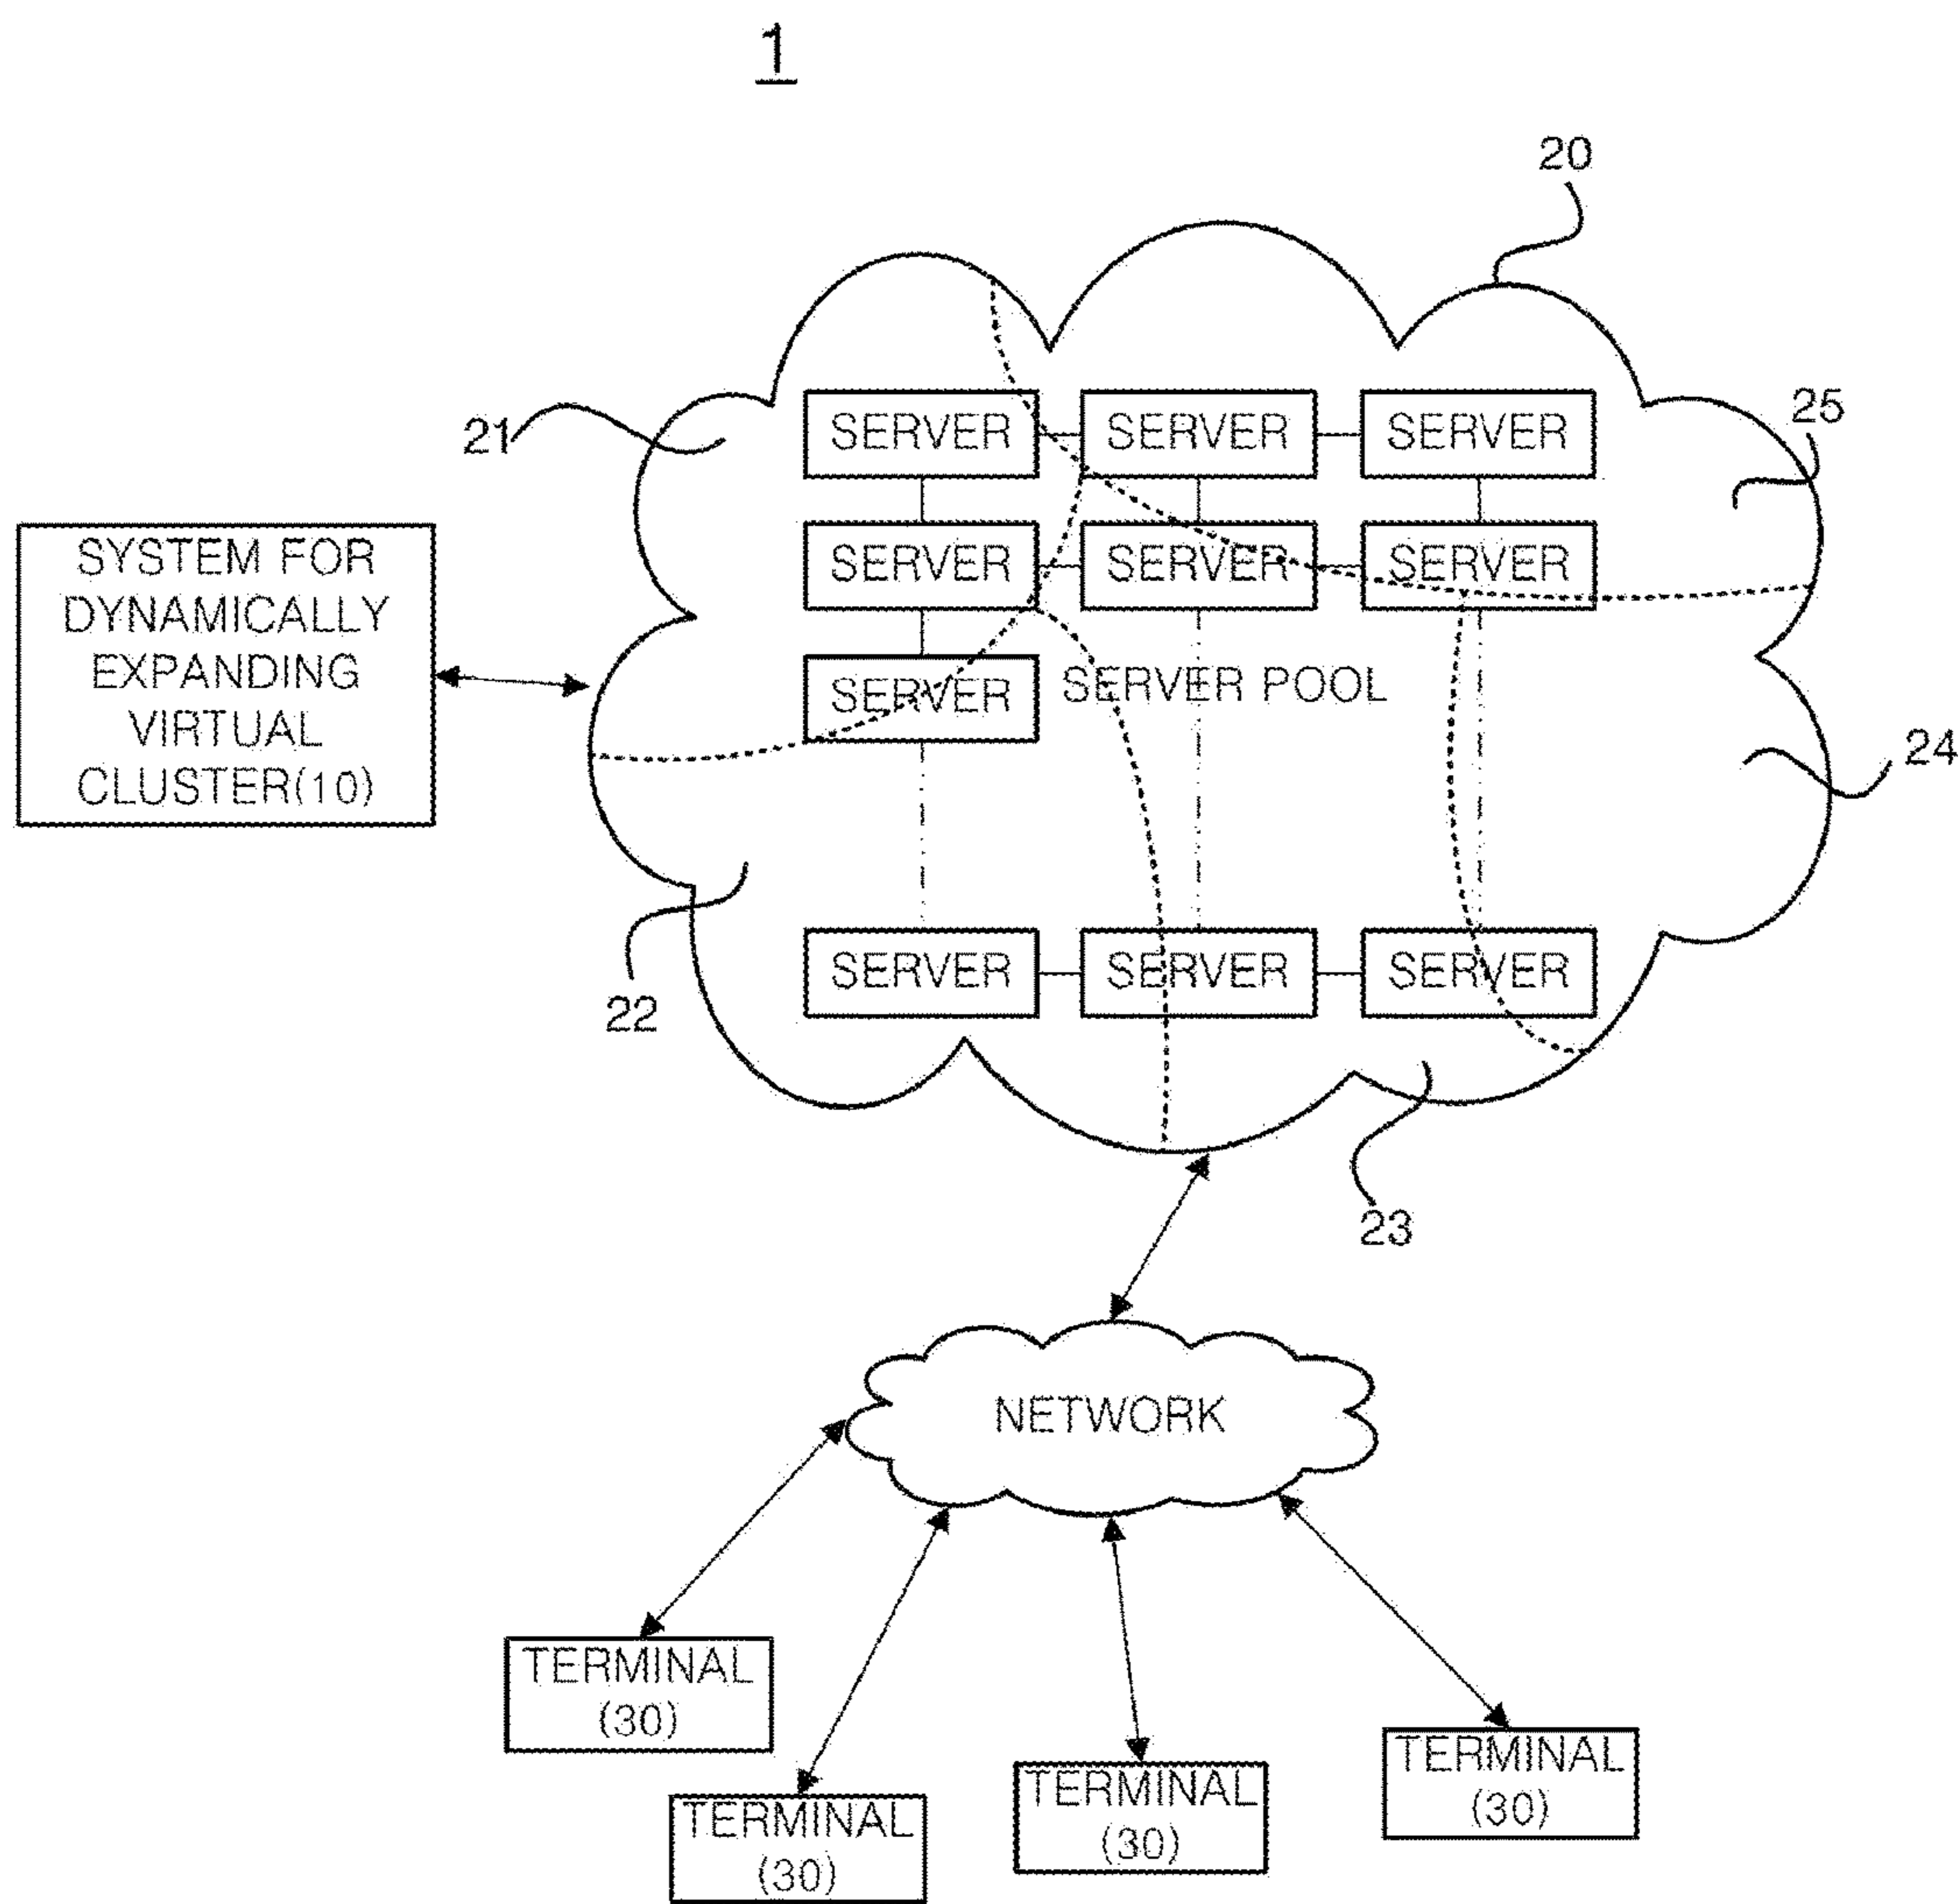 1
20
21
SERVER SERVER SERVER
25
SYSTEM FOR
DYNAMICALLY
EXPANDING
VIRTUAL
CLUSTER(10)
SERVER SERVER SERVER
SERVER SERVER POOL
24
22
SERVER SERVER SERVER
23
NETWORK
TERMINAL
(30)
TERMINAL
(30)
TERMINAL
(30)
TERMINAL
(30)